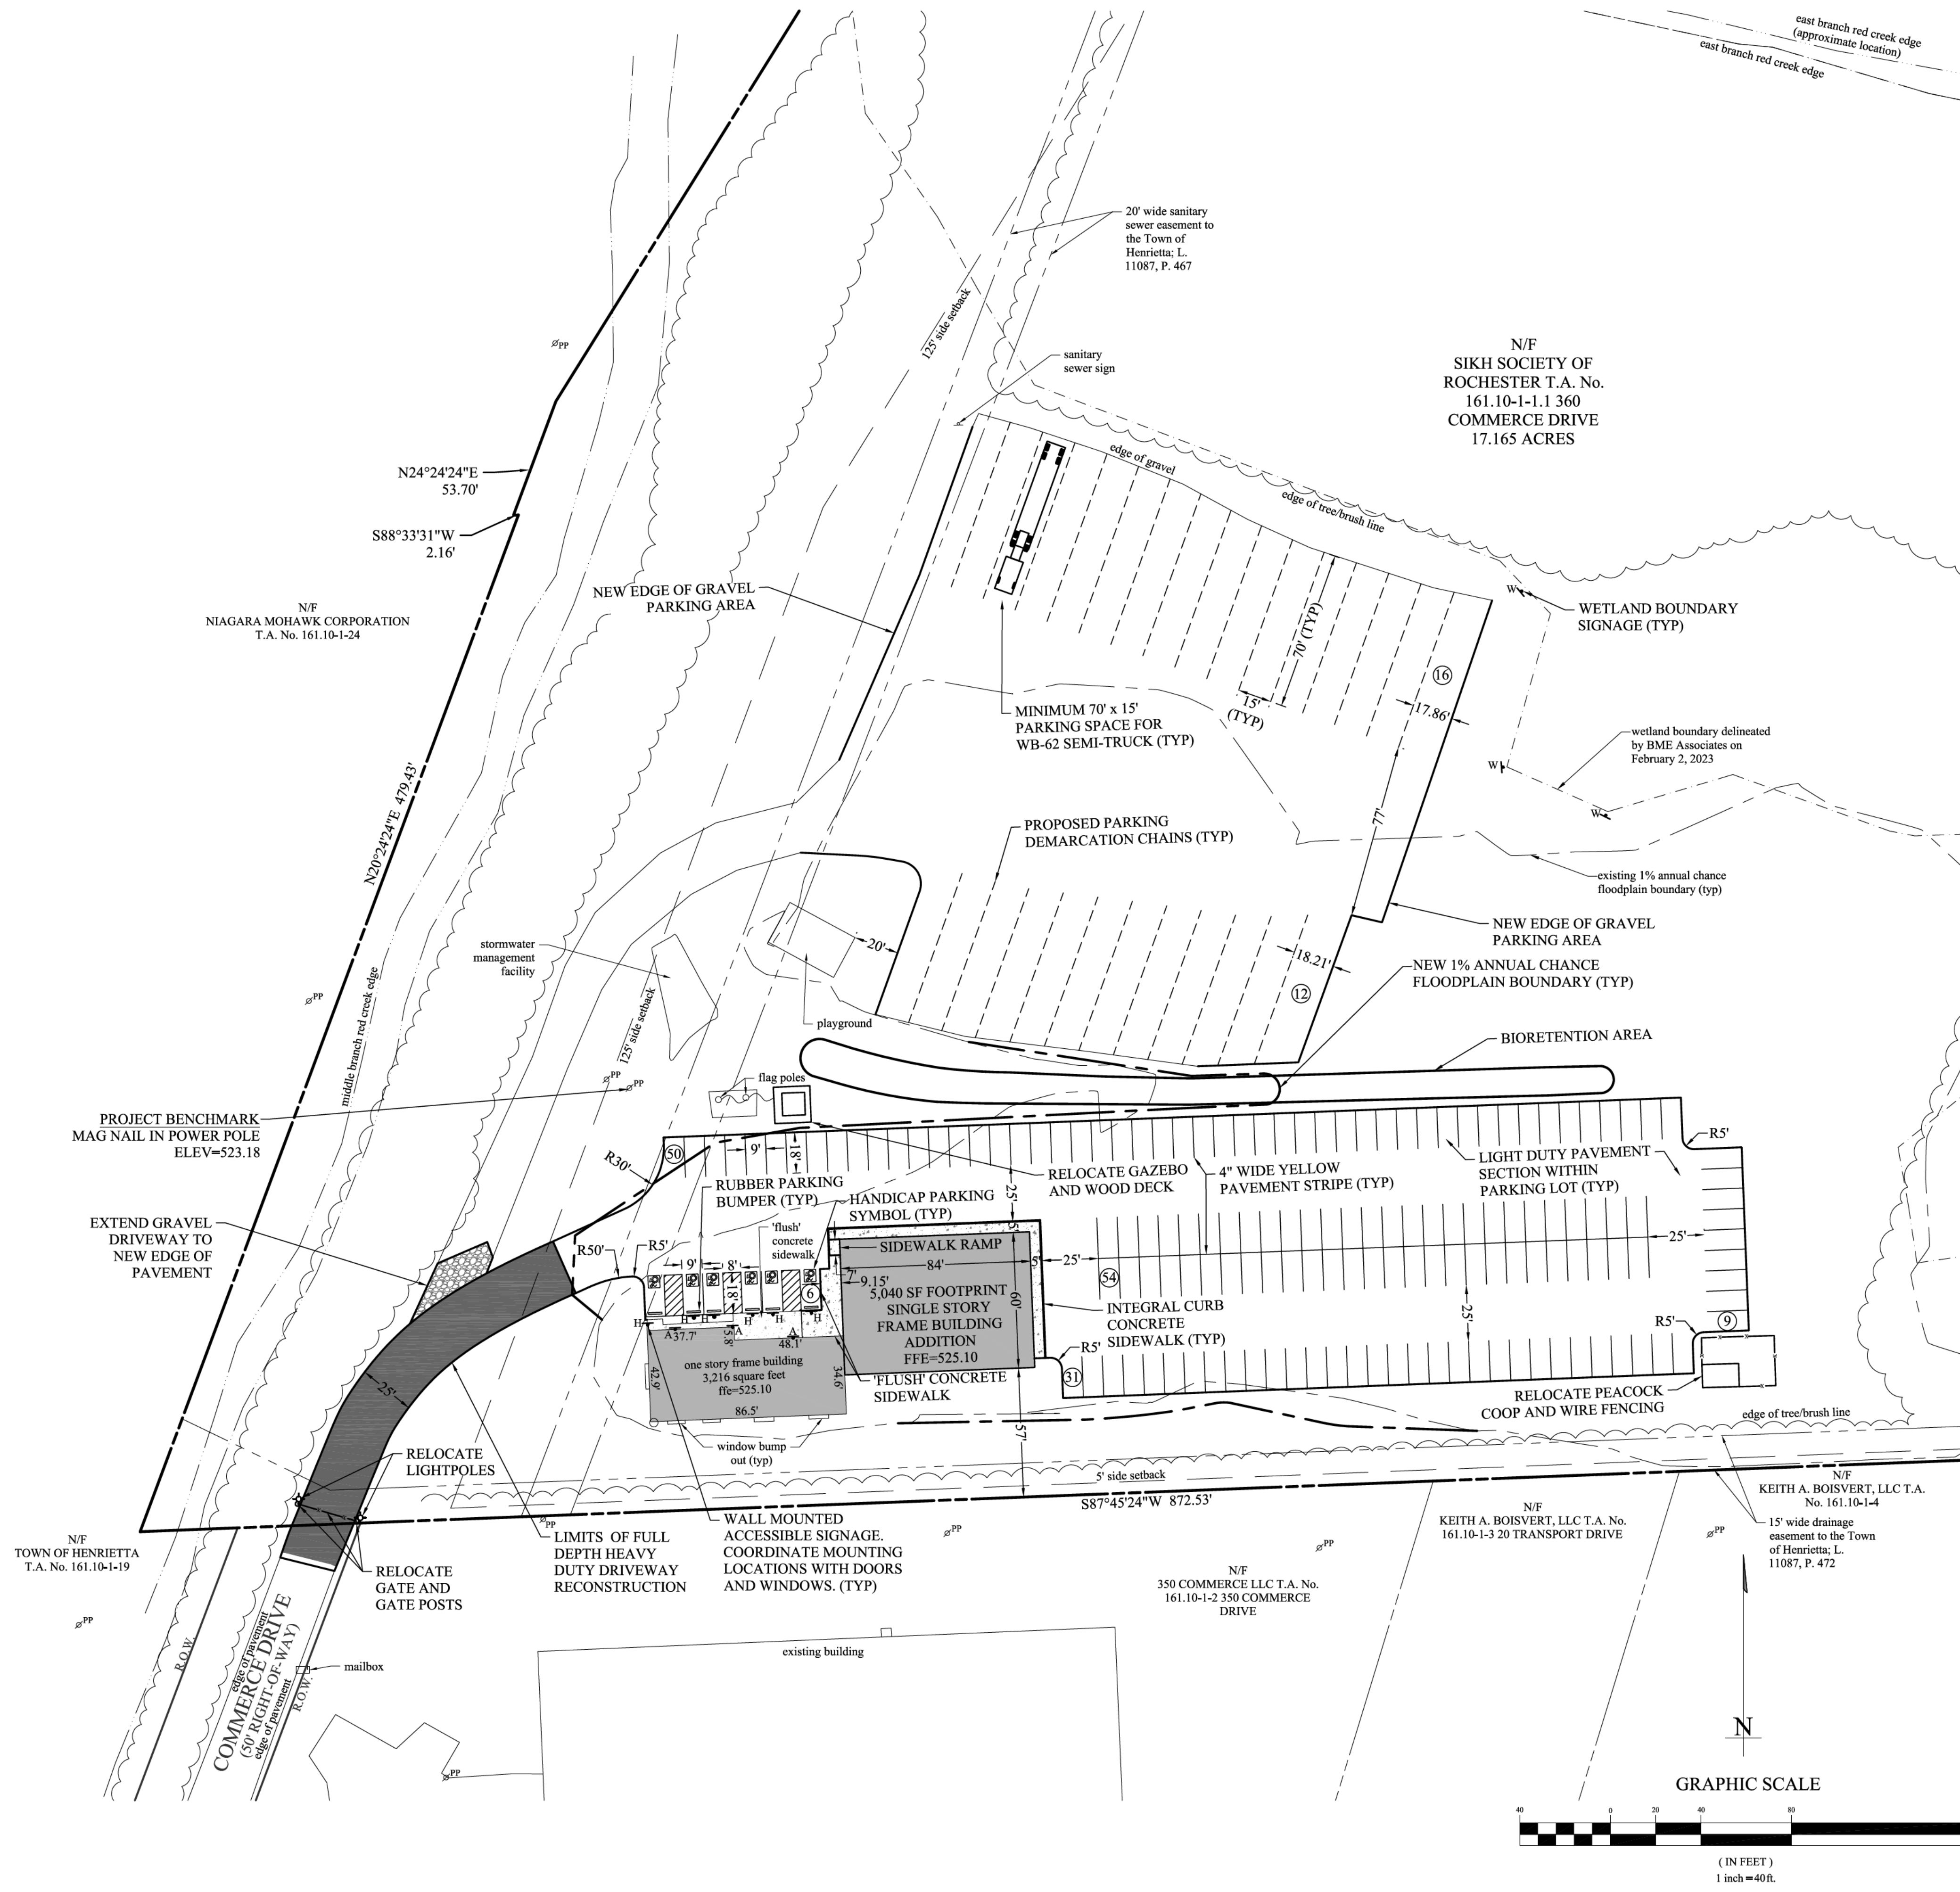 east branch red creek edge
(approximate location)
east branch red creek edge
20' wide sanitary
sewer easement to
the Town of
Henrietta; L.
11087, P. 467
125' side setback
sanitary
sewer sign
N/F
SIKH SOCIETY OF
ROCHESTER T.A. No.
161.10-1-1.1 360
COMMERCE DRIVE
17.165 ACRES
PP
edge of gravel
edge of tree/brush line
N24°24'24"E
53.70'
S88°33'31"W
2.16'
NEW EDGE OF GRAVEL
PARKING AREA
N/F
NIAGARA MOHAWK CORPORATION
T.A. No. 161.10-1-24
W
WETLAND BOUNDARY
SIGNAGE (TYP)
70' (TYP)
16
15'
(TYP)
17.86'
MINIMUM 70' x 15'
PARKING SPACE FOR
WB-62 SEMI-TRUCK (TYP)
wetland boundary delineated
by BME Associates on
February 2, 2023
W
W
N20°24'24"E 479.43'
77'
PROPOSED PARKING
DEMARCATION CHAINS (TYP)
existing 1% annual chance
floodplain boundary (typ)
NEW EDGE OF GRAVEL
PARKING AREA
stormwater
management
facility
20'
18.21'
NEW 1% ANNUAL CHANCE
FLOODPLAIN BOUNDARY (TYP)
12
PP
middle branch red creek edge
playground
125' side setback
BIORETENTION AREA
flag poles
PP
PP
PROJECT BENCHMARK
MAG NAIL IN POWER POLE
ELEV=523.18
R5'
50
9'
18'
R30'
RUBBER PARKING
BUMPER (TYP)
RELOCATE GAZEBO
AND WOOD DECK
4" WIDE YELLOW
PAVEMENT STRIPE (TYP)
LIGHT DUTY PAVEMENT
SECTION WITHIN
PARKING LOT (TYP)
25'
HANDICAP PARKING
SYMBOL (TYP)
EXTEND GRAVEL
DRIVEWAY TO
NEW EDGE OF
PAVEMENT
'flush'
concrete
sidewalk
5'
R50'
R5'
SIDEWALK RAMP
84'
5'
25'
25'
9'
8'
18'
7'
9.15'
54
6
5,040 SF FOOTPRINT
SINGLE STORY
FRAME BUILDING
ADDITION
FFE=525.10
60'
INTEGRAL CURB
CONCRETE
SIDEWALK (TYP)
25'
R5'
9
H
H
H
H
H
H
A
37.7'
5.8'
A
A
48.1'
R5'
31
one story frame building
3,216 square feet
ffe=525.10
42.9'
34.6'
86.5'
'FLUSH' CONCRETE
SIDEWALK
RELOCATE PEACOCK
COOP AND WIRE FENCING
25'
edge of tree/brush line
57'
window bump
out (typ)
RELOCATE
LIGHTPOLES
5' side setback
S87°45'24"W 872.53'
N/F
KEITH A. BOISVERT, LLC T.A.
No. 161.10-1-4
N/F
KEITH A. BOISVERT, LLC T.A. No.
161.10-1-3 20 TRANSPORT DRIVE
15' wide drainage
easement to the Town
of Henrietta; L.
11087, P. 472
N/F
TOWN OF HENRIETTA
T.A. No. 161.10-1-19
PP
PP
PP
PP
LIMITS OF FULL
DEPTH HEAVY
DUTY DRIVEWAY
RECONSTRUCTION
WALL MOUNTED
ACCESSIBLE SIGNAGE.
COORDINATE MOUNTING
LOCATIONS WITH DOORS
AND WINDOWS. (TYP)
RELOCATE
GATE AND
GATE POSTS
N/F
350 COMMERCE LLC T.A. No.
161.10-1-2 350 COMMERCE
DRIVE
PP
R.O.W.
edge of pavement
COMMERCE DRIVE
(50' RIGHT-OF-WAY)
edge of pavement
R.O.W.
mailbox
existing building
PP
N
GRAPHIC SCALE
40
0
20
40
80
( IN FEET )
1 inch = 40 ft.